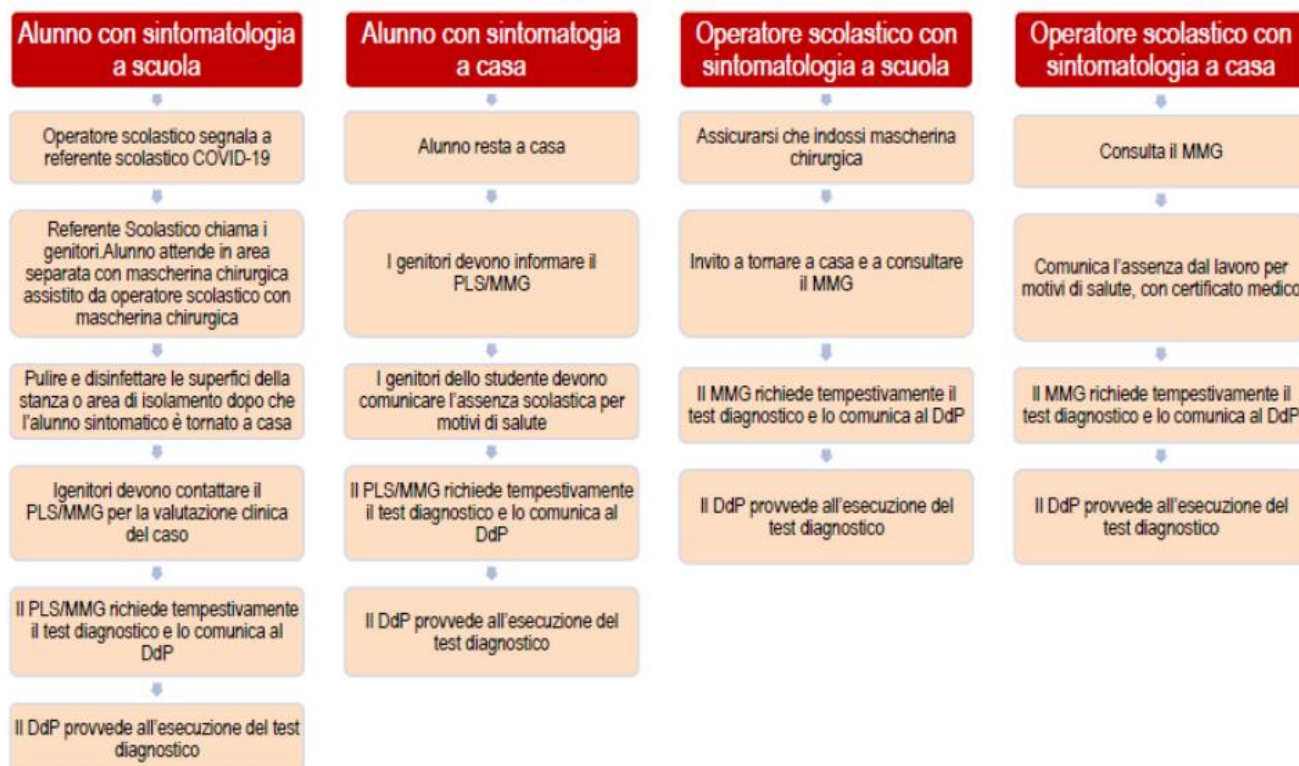 Alunno con sintomatologia
a scuola
Operatore scolastico segnala a
referente scolastico COVID-19
Referente Scolastico chiama i
genitori.Alunno attende in area
separata con mascherina chirurgica
assistito da operatore scolastico con
mascherina chirurgica
Pulire e disinfettare le superfici della
stanza o area di isolamento dopo che
l'alunno sintomatico è tornato a casa
Igenitori devono contattare il
PLS/MMG per la valutazione clinica
del caso
Il PLS/MMG richiede tempestivamente
il test diagnostico e lo comunica al
DdP
Il DdP provvede all'esecuzione del test
diagnostico
Alunno con sintomatogia
a casa
Alunno resta a casa
I genitori devono informare il
PLS/MMG
I genitori dello studente devono
comunicare l'assenza scolastica per
motivi di salute
Il PLS/MMG richiede tempestivamente
il test diagnostico e lo comunica al
DdP
Il DdP provvede all'esecuzione del
test diagnostico
Operatore scolastico con
sintomatologia a scuola
Assicurarsi che indossi mascherina
chirurgica
Invito a tornare a casa e a consultare
il MMG
Il MMG richiede tempestivamente il
test diagnostico e lo comunica al DdP
Il DdP provvede all'esecuzione del
test diagnostico
Operatore scolastico con
sintomatologia a casa
Consulta il MMG
Comunica l'assenza dal lavoro per
motivi di salute, con certificato medico
Il MMG richiede tempestivamente il
test diagnostico e lo comunica al DdP
Il DdP provvede all'esecuzione del
test diagnostico